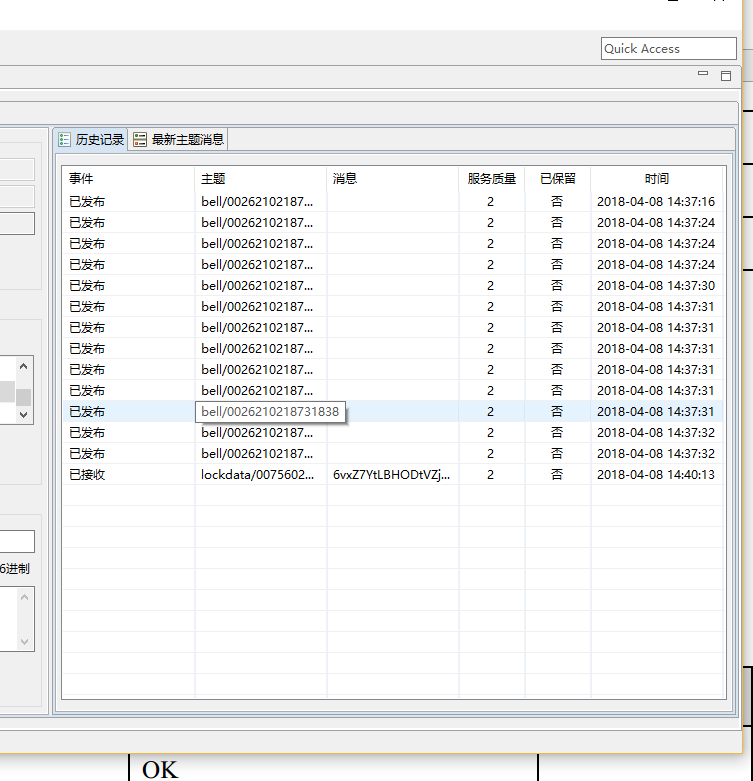 Quick Access
历史记录 最新主题消息
事件 主题 消息 服务质量 已保留 时间
已发布 bell/00262102187... 2 否 2018-04-08 14:37:16
已发布 bell/00262102187... 2 否 2018-04-08 14:37:24
已发布 bell/00262102187... 2 否 2018-04-08 14:37:24
已发布 bell/00262102187... 2 否 2018-04-08 14:37:24
已发布 bell/00262102187... 2 否 2018-04-08 14:37:30
已发布 bell/00262102187... 2 否 2018-04-08 14:37:31
已发布 bell/00262102187... 2 否 2018-04-08 14:37:31
已发布 bell/00262102187... 2 否 2018-04-08 14:37:31
已发布 bell/00262102187... 2 否 2018-04-08 14:37:31
已发布 bell/00262102187... 2 否 2018-04-08 14:37:31
已发布 bell/0026210218731838 2 否 2018-04-08 14:37:31
已发布 bell/00262102187... 2 否 2018-04-08 14:37:32
已发布 bell/00262102187... 2 否 2018-04-08 14:37:32
已接收 lockdata/0075602... 6vxZ7YtLBHODtVZj... 2 否 2018-04-08 14:40:13
6进制
OK